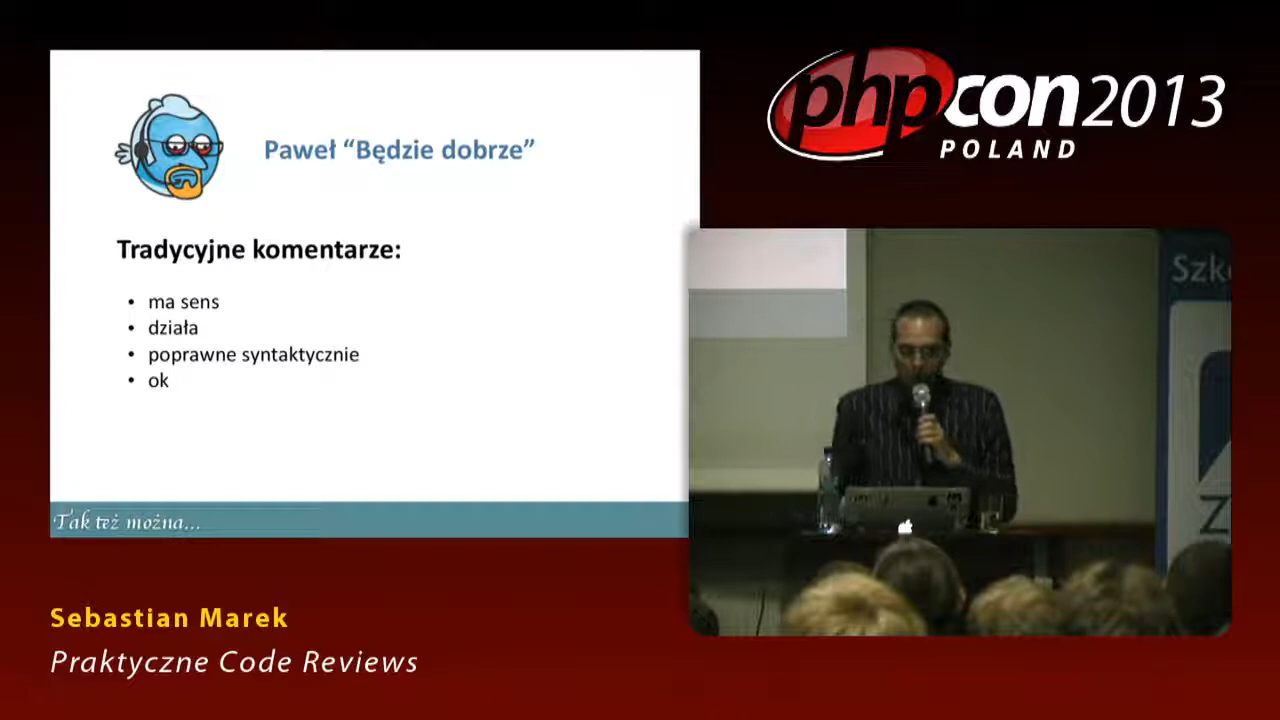 Paweł “Będzie dobrze”
Tradycyjne komentarze:
• ma sens
• działa
• poprawne syntaktycznie
• ok
Tak też można...
phpcon2013
POLAND
Szk
Z
Sebastian Marek
Praktyczne Code Reviews